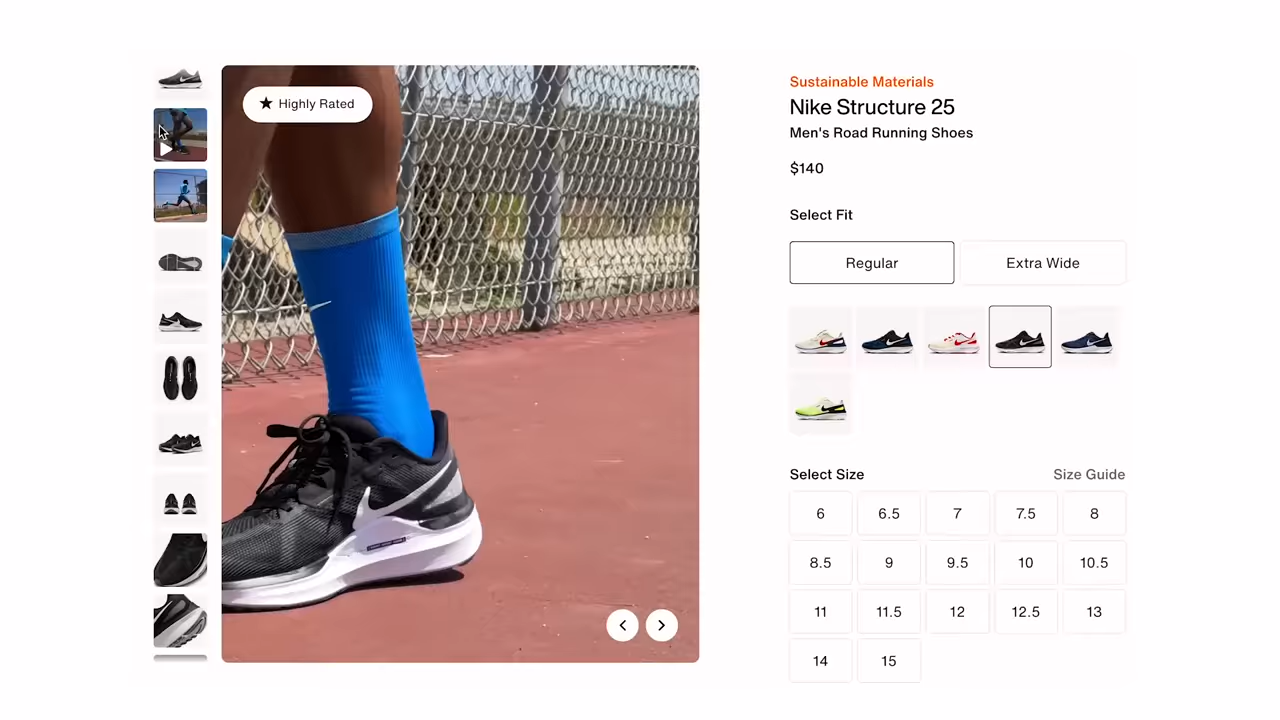 Highly Rated
Sustainable Materials
Nike Structure 25
Men's Road Running Shoes
$140
Select Fit
Regular Extra Wide
Select Size Size Guide
6 6.5 7 7.5 8
8.5 9 9.5 10 10.5
11 11.5 12 12.5 13
14 15